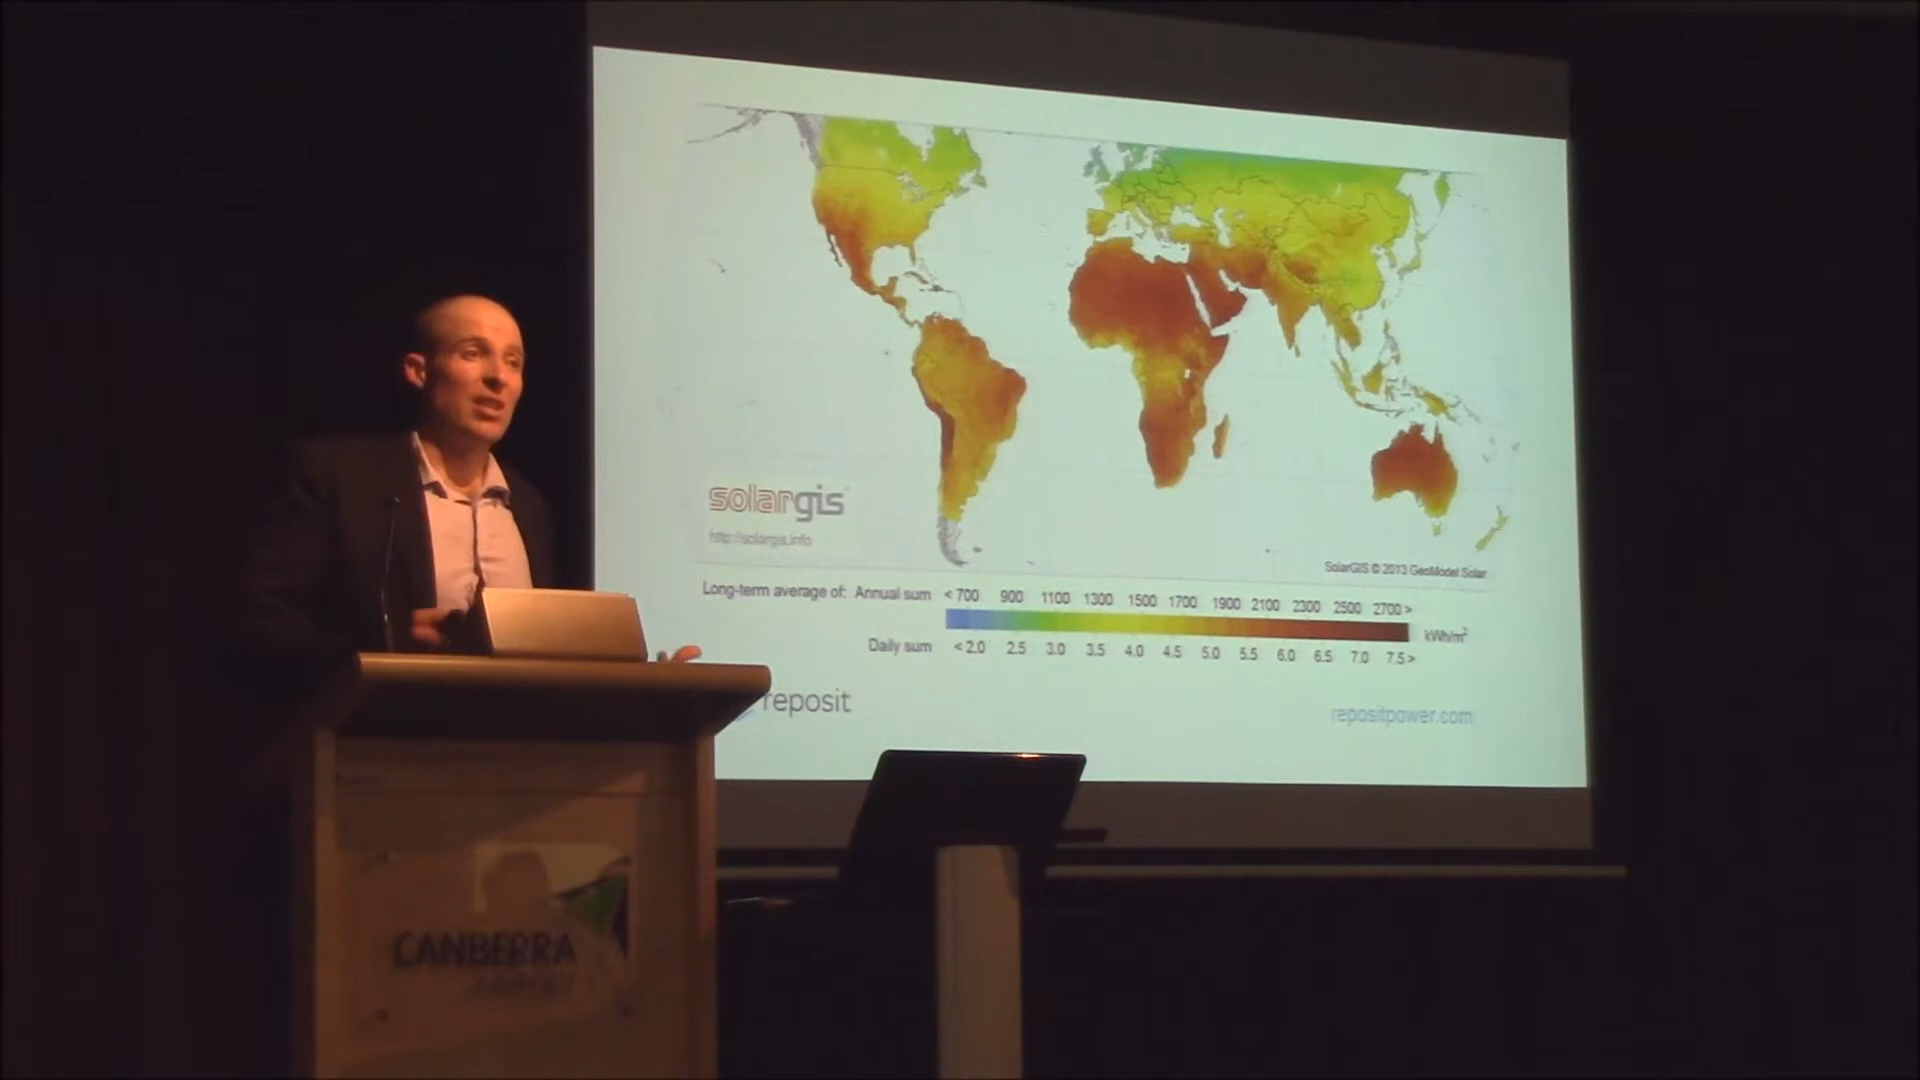 solargis
http://solargis.info
SolarGIS © 2013 GeoModel Solar
Long-term average of: Annual sum < 700 900 1100 1300 1500 1700 1900 2100 2300 2500 2700 >
kWh/m²
Daily sum < 2.0 2.5 3.0 3.5 4.0 4.5 5.0 5.5 6.0 6.5 7.0 7.5 >
reposit
repositpower.com
CANBERRA
AIRPORT